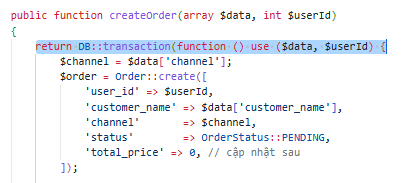 public function createOrder(array $data, int $userId)
{
    return DB::transaction(function () use ($data, $userId) {
        $channel = $data['channel'];
        $order = Order::create([
            'user_id' => $userId,
            'customer_name' => $data['customer_name'],
            'channel'       => $channel,
            'status'        => OrderStatus::PENDING,
            'total_price' => 0, // cập nhật sau
        ]);